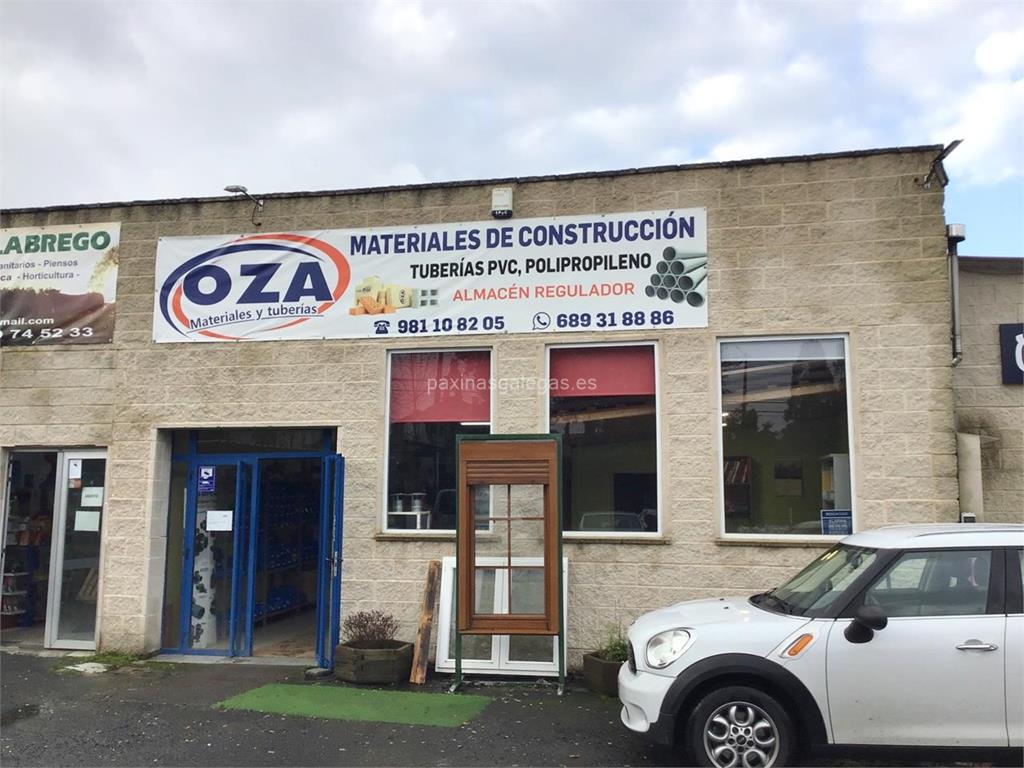 LABREGO
anitarios - Piensos
ca - Horticultura -
mail.com
74 52 33
OZA
Materiales y tuberías
MATERIALES DE CONSTRUCCIÓN
TUBERÍAS PVC, POLIPROPILENO
ALMACÉN REGULADOR
OZA
981 10 82 05
689 31 88 86
paxinasgalegas.es